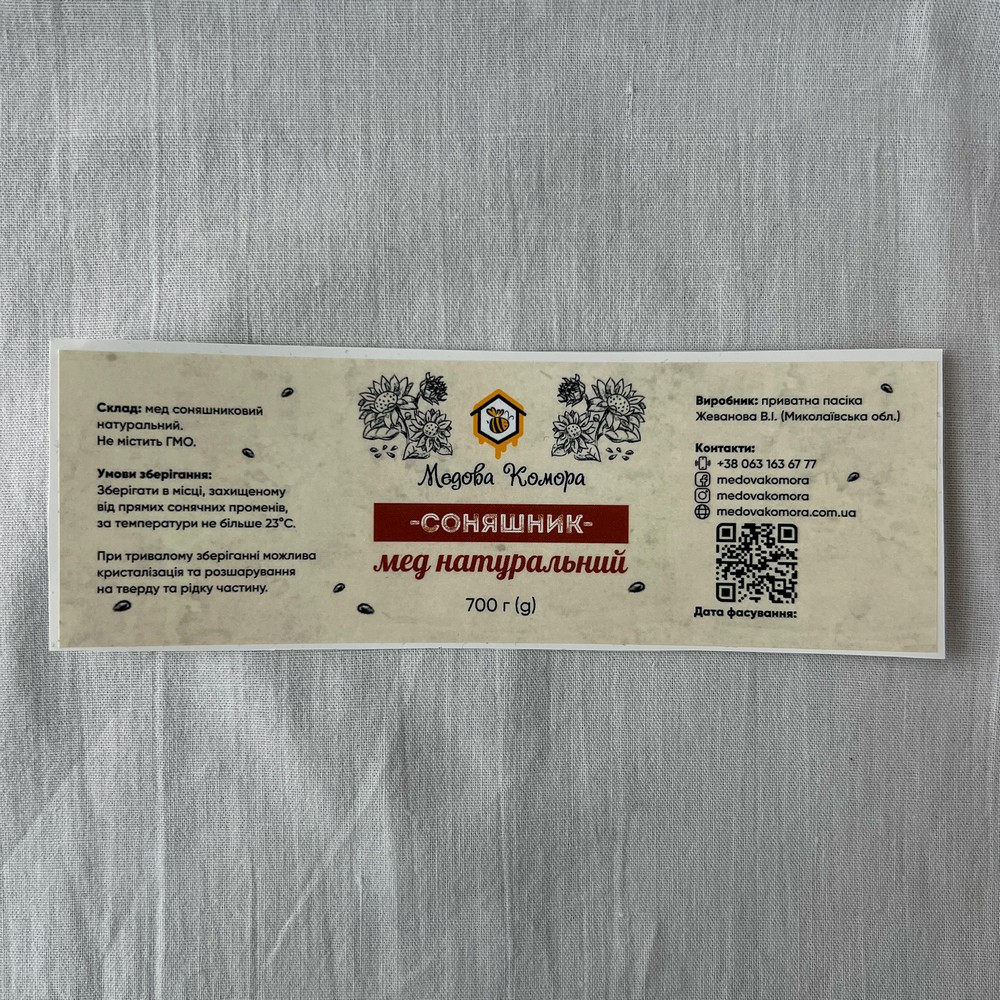 Склад: мед соняшниковий
натуральний.
Не містить ГМО.
Умови зберігання:
Зберігати в місці, захищеному
від прямих сонячних променів,
за температури не більше 23°С.
При тривалому зберіганні можлива
кристалізація та розшарування
на тверду та рідку частину.
Медова Комора
-СОНЯШНИК-
мед натуральний
700 г (g)
Виробник: приватна пасіка
Жеванова В.І. (Миколаївська обл.)
Контакти:
+38 063 163 67 77
medovakomora
medovakomora
medovakomora.com.ua
Дата фасування: